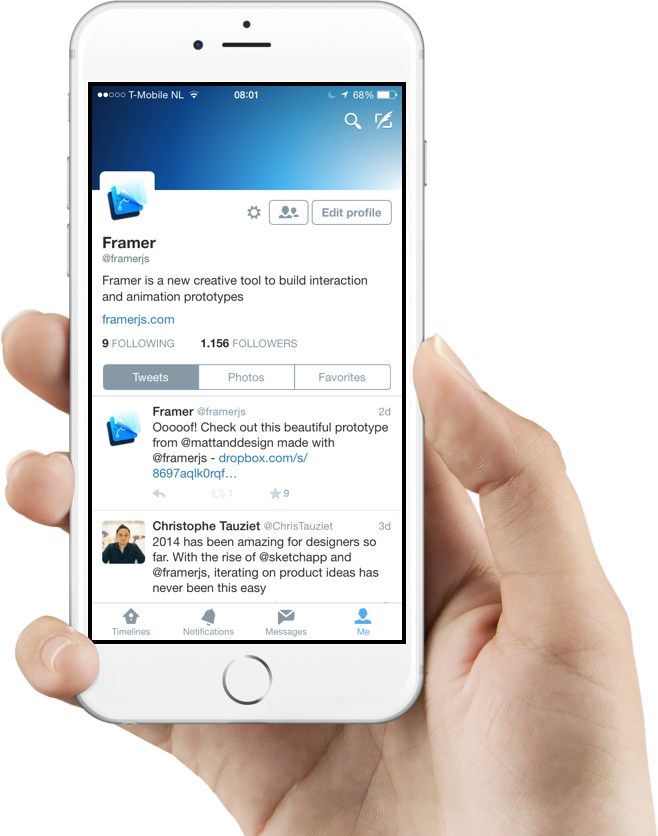 T-Mobile NL 08:01 68%
Edit profile
Framer
@framerjs
Framer is a new creative tool to build interaction
and animation prototypes
framerjs.com
9 FOLLOWING 1.156 FOLLOWERS
Tweets Photos Favorites
Framer @framerjs 2d
Ooooof! Check out this beautiful prototype
from @mattanddesign made with
@framerjs - dropbox.com/s/
8697aqlk0rqf…
1 9
Christophe Tauziet @ChrisTauziet 3d
2014 has been amazing for designers so
far. With the rise of @sketchapp and
@framerjs, iterating on product ideas has
never been this easy
Timelines Notifications Messages Me